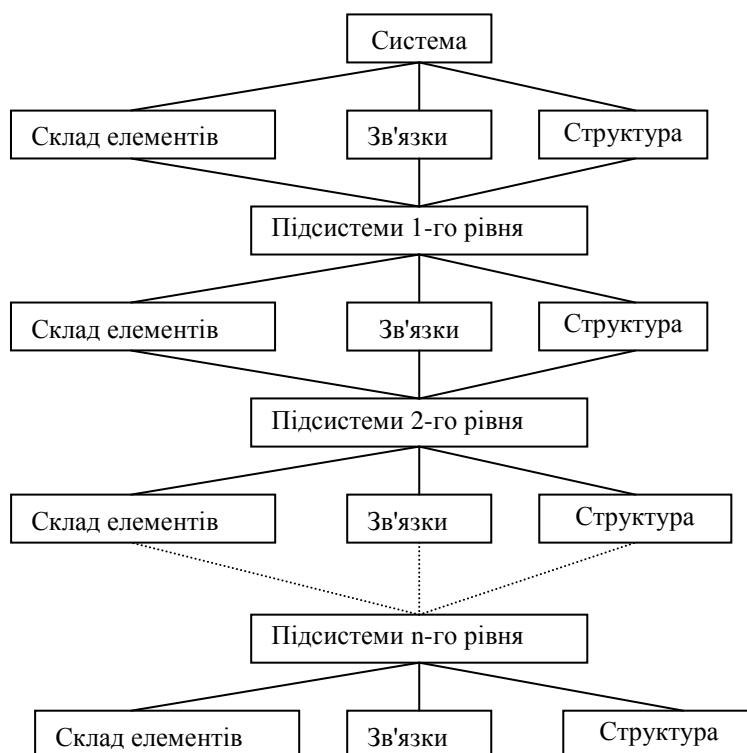 Система
Склад елементів
Зв'язки
Структура
Підсистеми 1-го рівня
Склад елементів
Зв'язки
Структура
Підсистеми 2-го рівня
Склад елементів
Зв'язки
Структура
Підсистеми n-го рівня
Склад елементів
Зв'язки
Структура